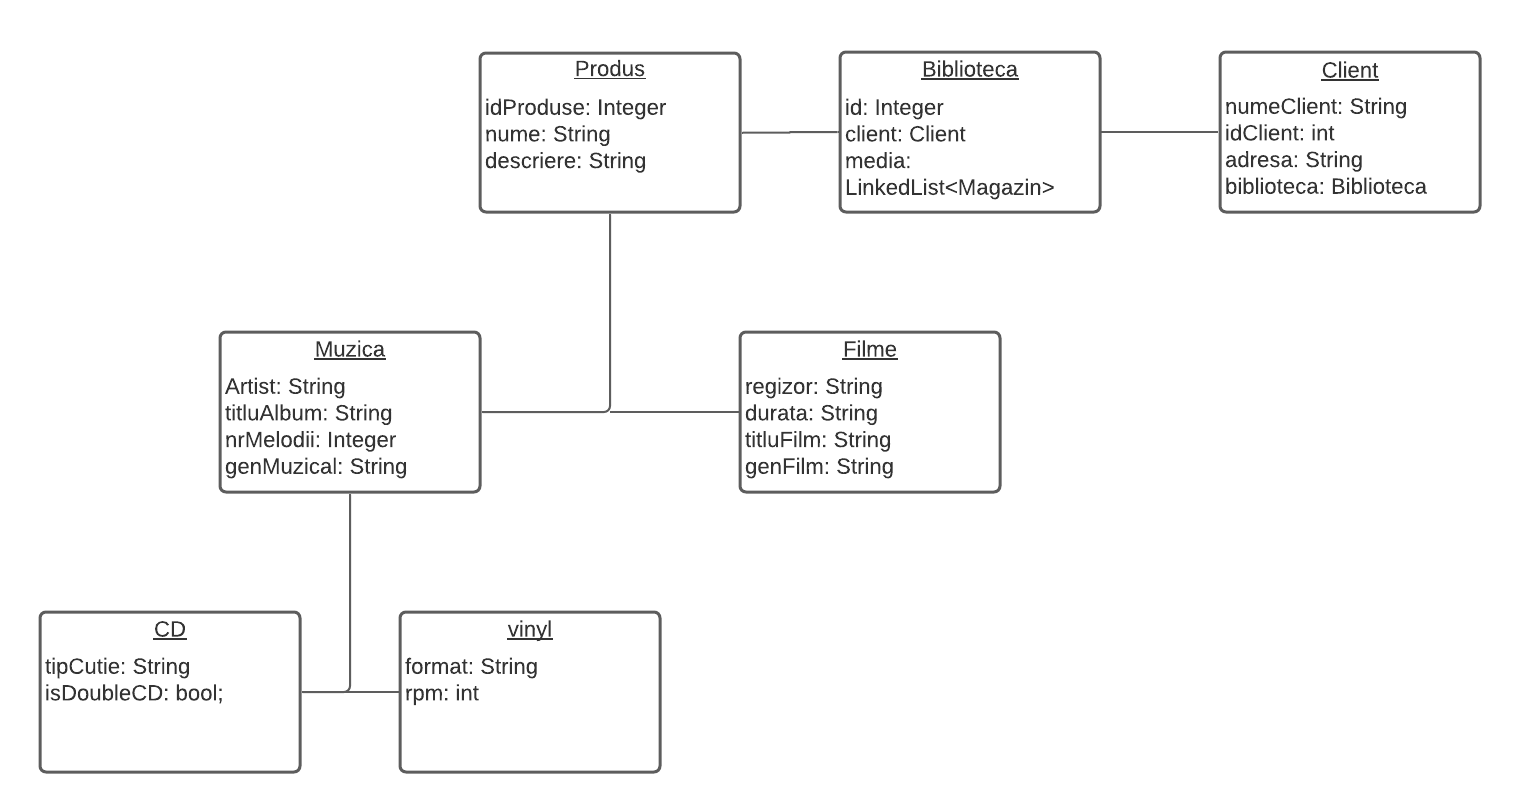 Produs
idProduse: Integer
nume: String
descriere: String
Biblioteca
id: Integer
client: Client
media:
LinkedList<Magazin>
Client
numeClient: String
idClient: int
adresa: String
biblioteca: Biblioteca
Muzica
Artist: String
titluAlbum: String
nrMelodii: Integer
genMuzical: String
Filme
regizor: String
durata: String
titluFilm: String
genFilm: String
CD
tipCutie: String
isDoubleCD: bool;
vinyl
format: String
rpm: int